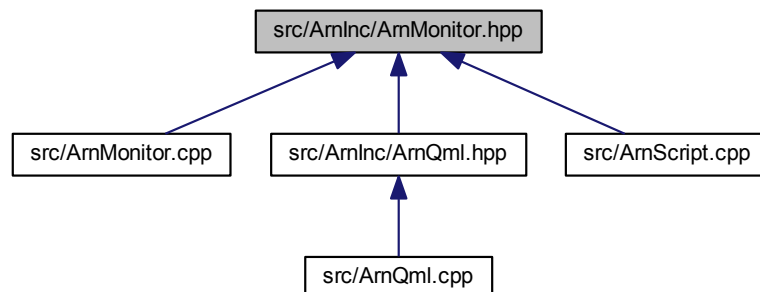 src/ArnInc/ArnMonitor.hpp
src/ArnMonitor.cpp
src/ArnInc/ArnQml.hpp
src/ArnScript.cpp
src/ArnQml.cpp